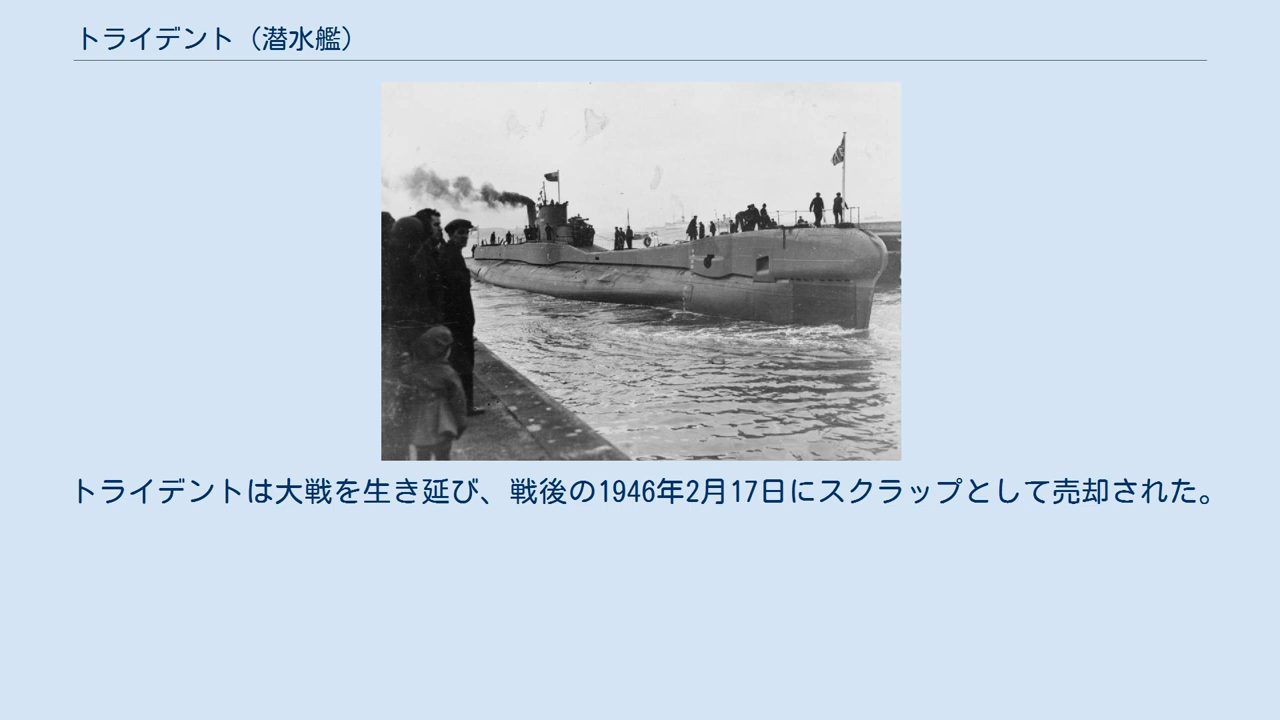 トライデント（潜水艦）
トライデントは大戦を生き延び、戦後の1946年2月17日にスクラップとして売却された。